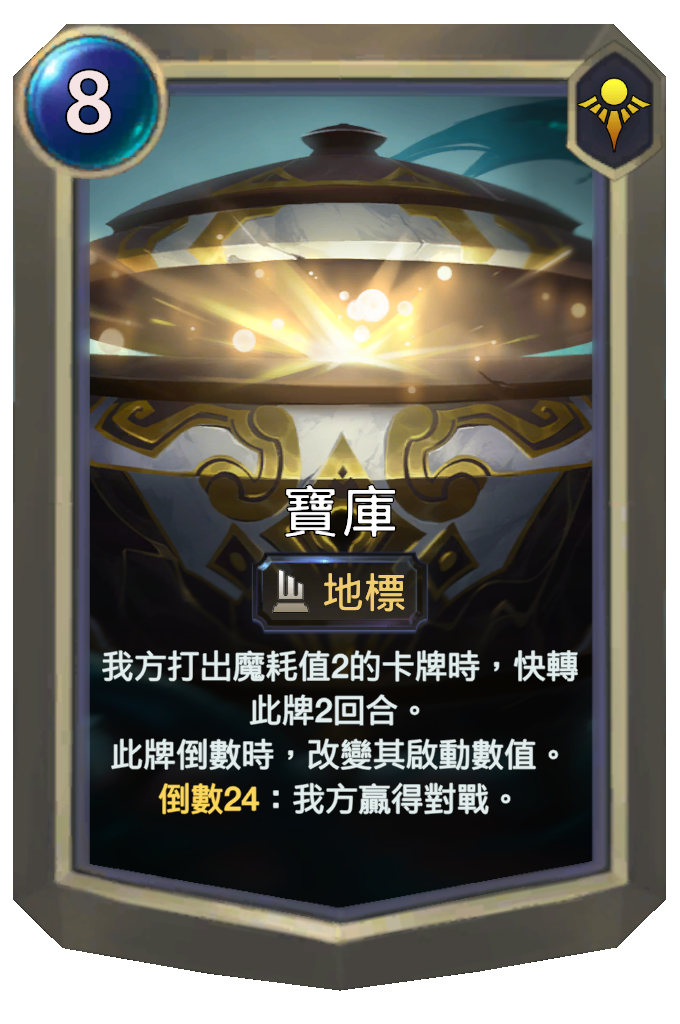 8
寶庫
地標
我方打出魔耗值2的卡牌時，快轉
此牌2回合。
此牌倒數時，改變其啟動數值。
倒數24：我方贏得對戰。